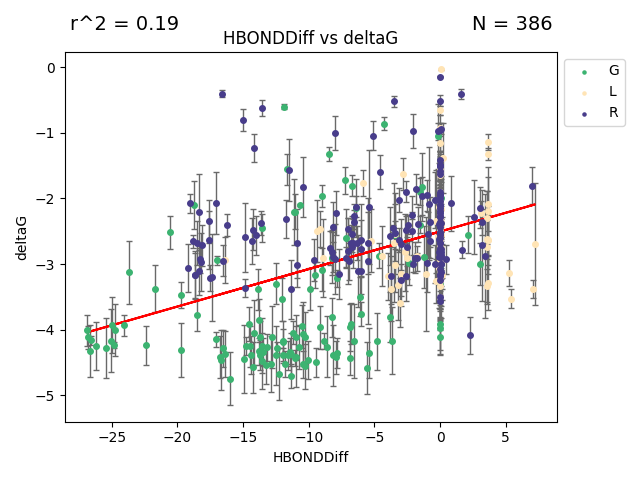 r^2 = 0.19
N = 386
HBONDDiff vs deltaG
deltaG
0
−1
−2
−3
−4
−5
−25
−20
−15
−10
−5
0
5
HBONDDiff
G
L
R